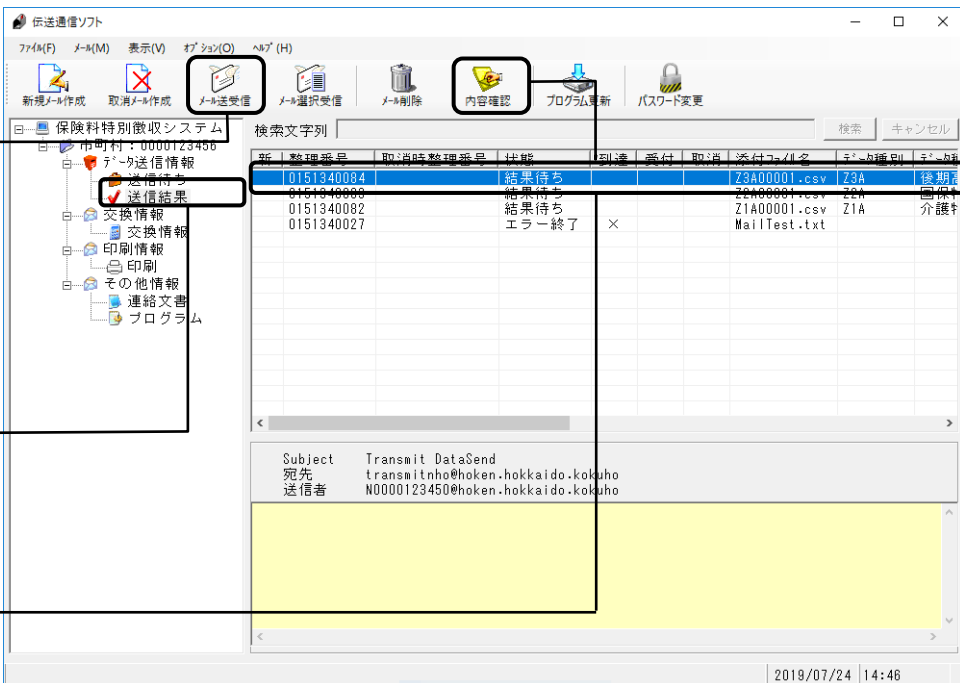 伝送通信ソフト
ファイル(F) メール(M) 表示(V) オプション(O) ヘルプ(H)
新規メール作成 取消メール作成 メール送受信 メール選択受信 メール削除 内容確認 プログラム更新 パスワード変更
保険料特別徴収システム
市町村：0000123456
データ送信情報
送信待ち
送信結果
交換情報
交換情報
印刷情報
印刷
その他情報
連絡文書
プログラム
検索文字列 検索 キャンセル
新 整理番号 取消時整理番号 状態 到達 受付 取消 添付ファイル名 データ種別
0151340084 結果待ち Z3A00001.csv Z3A 後期
0151340083 結果待ち Z2A00001.csv Z2A 国保
0151340082 結果待ち Z1A00001.csv Z1A 介護
0151340027 エラー終了 × MailTest.txt
Subject Transmit DataSend
宛先 transmitnho@hoken.hokkaido.kokuho
送信者 N0000123450@hoken.hokkaido.kokuho
2019/07/24 14:46